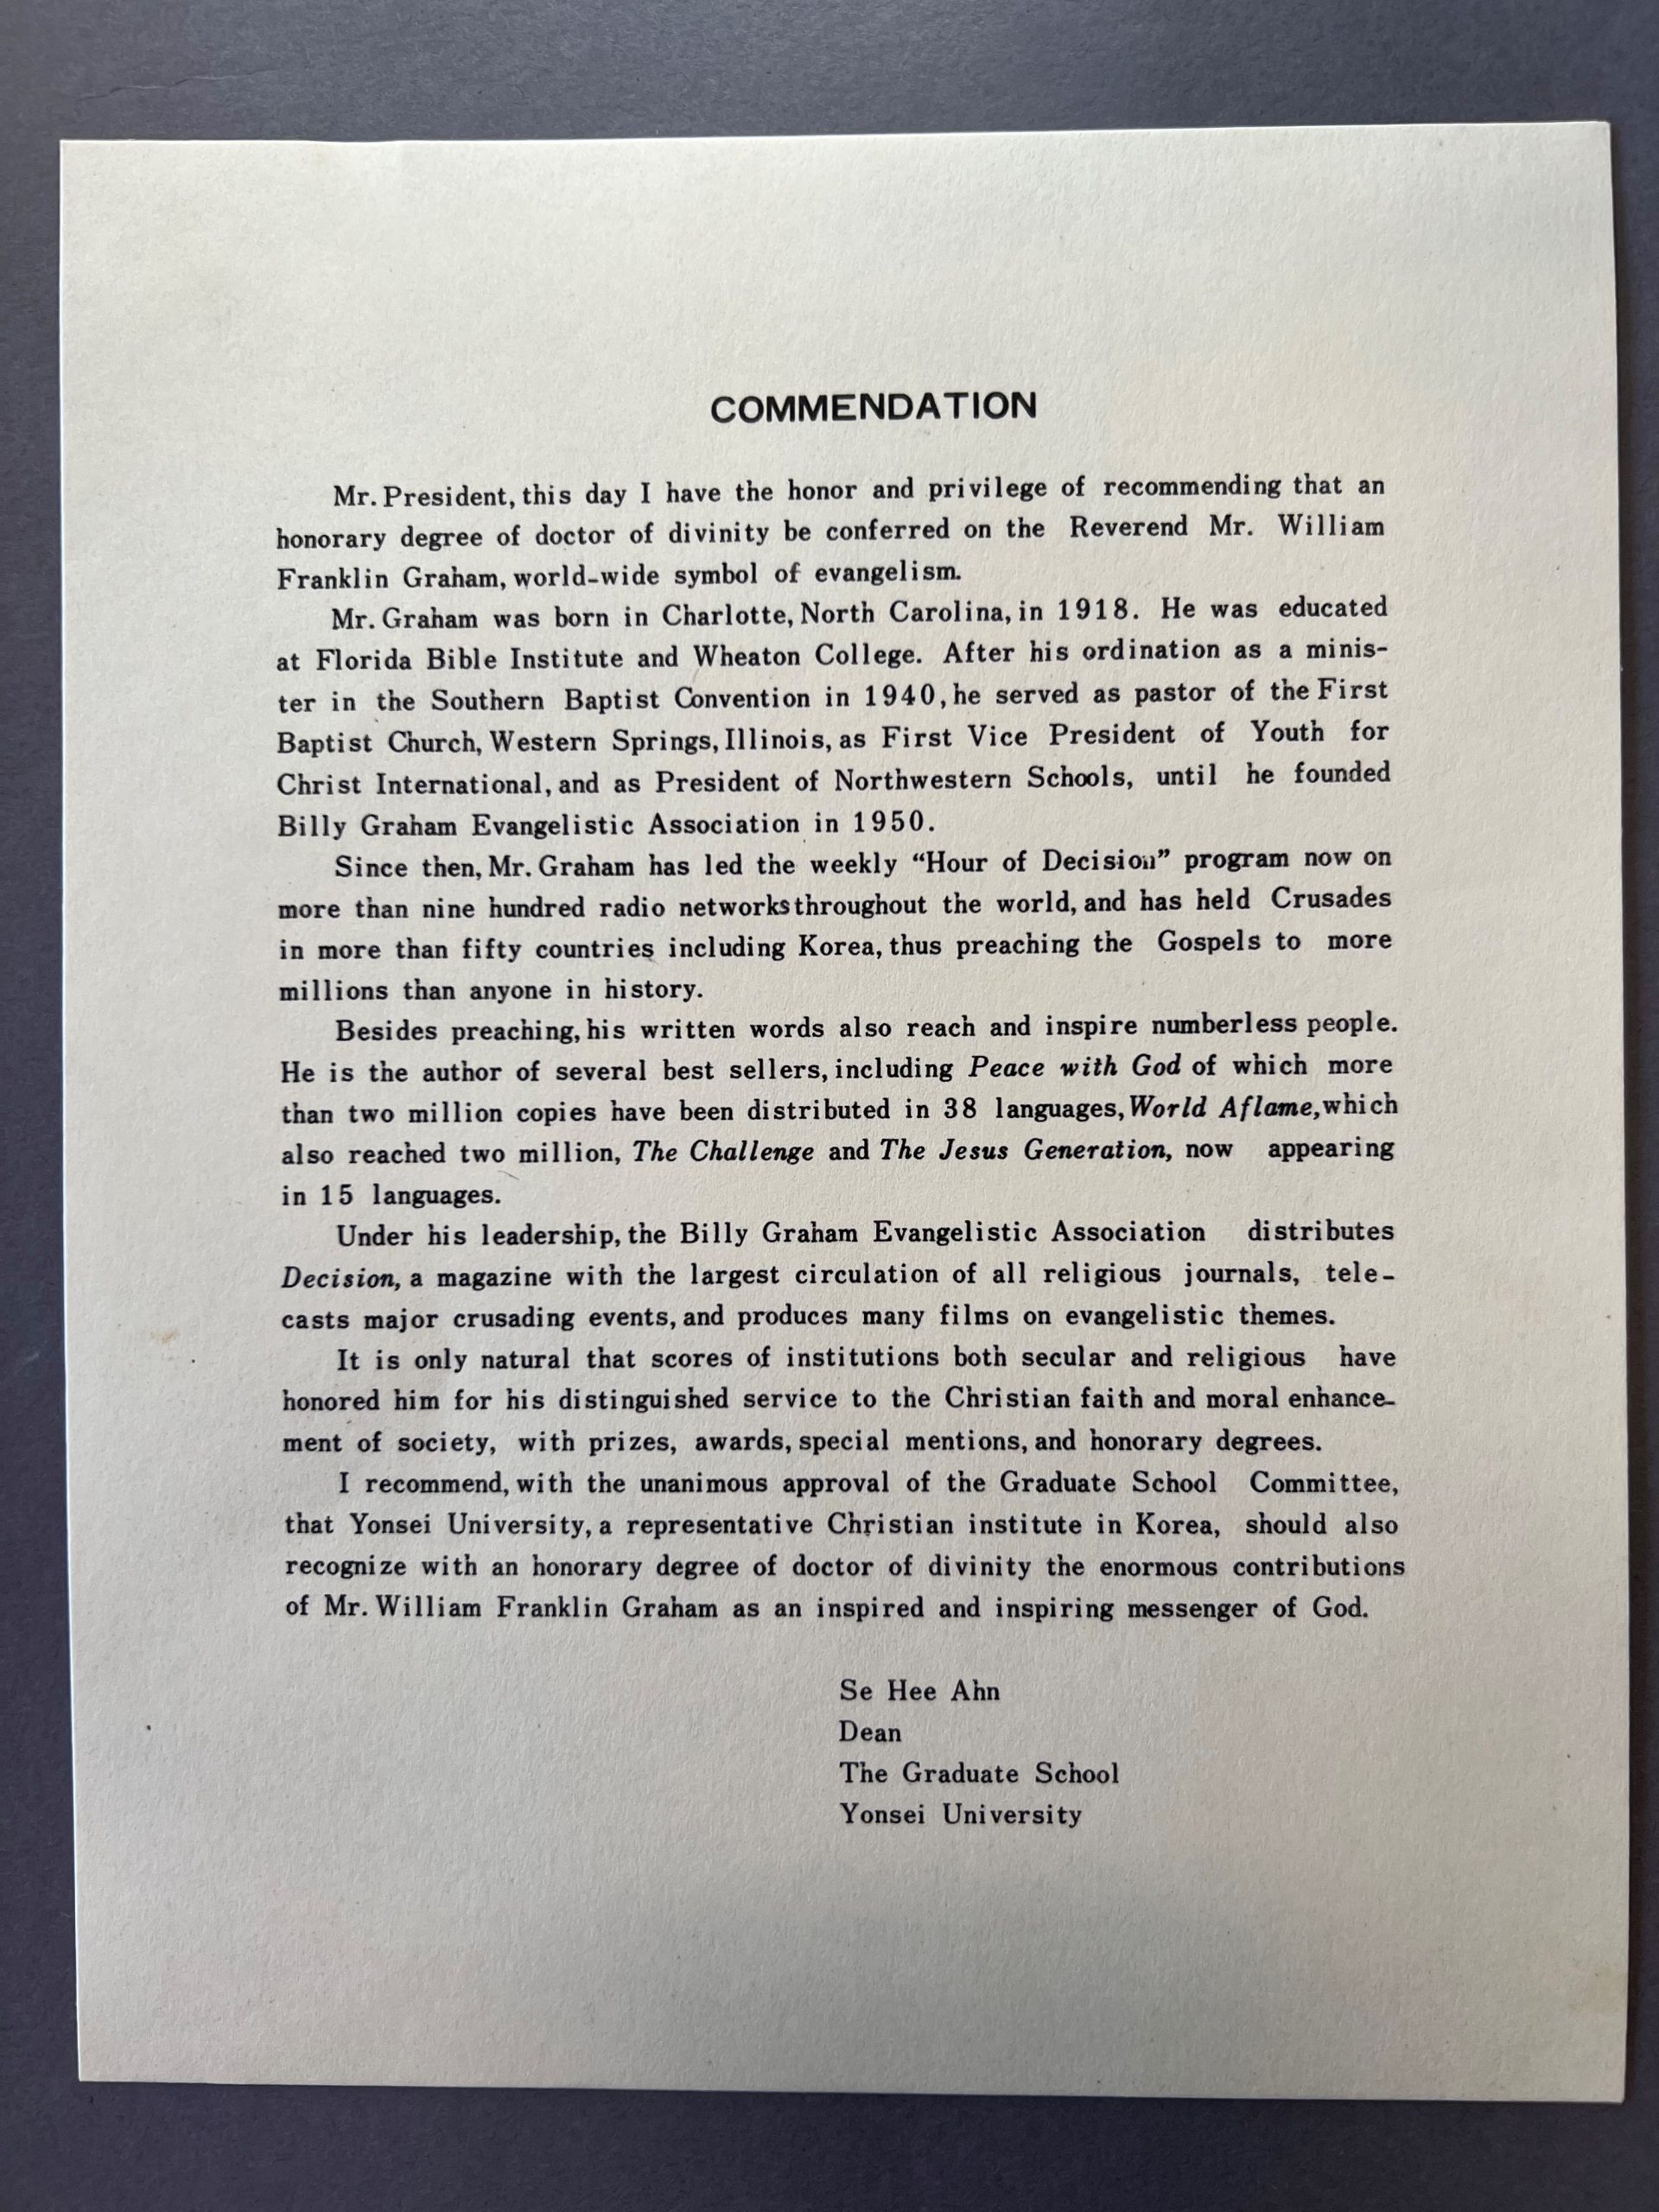 COMMENDATION
Mr. President, this day I have the honor and privilege of recommending that an
honorary degree of doctor of divinity be conferred on the Reverend Mr. William
Franklin Graham, world-wide symbol of evangelism.
Mr. Graham was born in Charlotte, North Carolina, in 1918. He was educated
at Florida Bible Institute and Wheaton College. After his ordination as a minis-
ter in the Southern Baptist Convention in 1940, he served as pastor of the First
Baptist Church, Western Springs, Illinois, as First Vice President of Youth for
Christ International, and as President of Northwestern Schools, until he founded
Billy Graham Evangelistic Association in 1950.
Since then, Mr. Graham has led the weekly “Hour of Decision” program now on
more than nine hundred radio networks throughout the world, and has held Crusades
in more than fifty countries including Korea, thus preaching the Gospels to more
millions than anyone in history.
Besides preaching, his written words also reach and inspire numberless people.
He is the author of several best sellers, including Peace with God of which more
than two million copies have been distributed in 38 languages, World Aflame, which
also reached two million, The Challenge and The Jesus Generation, now appearing
in 15 languages.
Under his leadership, the Billy Graham Evangelistic Association distributes
Decision, a magazine with the largest circulation of all religious journals, tele-
casts major crusading events, and produces many films on evangelistic themes.
It is only natural that scores of institutions both secular and religious have
honored him for his distinguished service to the Christian faith and moral enhance-
ment of society, with prizes, awards, special mentions, and honorary degrees.
I recommend, with the unanimous approval of the Graduate School Committee,
that Yonsei University, a representative Christian institute in Korea, should also
recognize with an honorary degree of doctor of divinity the enormous contributions
of Mr. William Franklin Graham as an inspired and inspiring messenger of God.
Se Hee Ahn
Dean
The Graduate School
Yonsei University